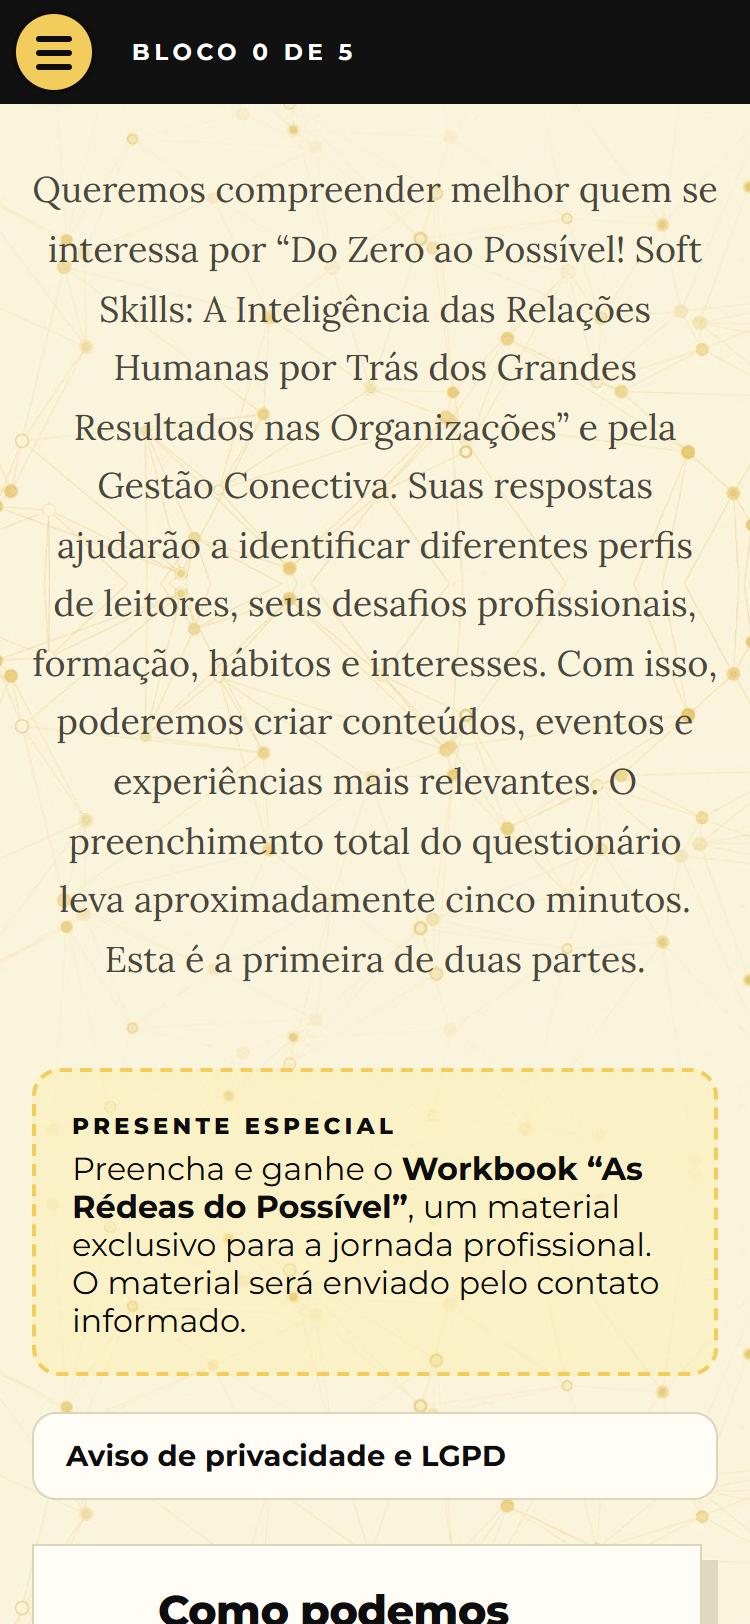 BLOCO 0 DE 5
Queremos compreender melhor quem se
interessa por “Do Zero ao Possível! Soft
Skills: A Inteligência das Relações
Humanas por Trás dos Grandes
Resultados nas Organizações” e pela
Gestão Conectiva. Suas respostas
ajudarão a identificar diferentes perfis
de leitores, seus desafios profissionais,
formação, hábitos e interesses. Com isso,
poderemos criar conteúdos, eventos e
experiências mais relevantes. O
preenchimento total do questionário
leva aproximadamente cinco minutos.
Esta é a primeira de duas partes.
PRESENTE ESPECIAL
Preencha e ganhe o Workbook “As
Rédeas do Possível”, um material
exclusivo para a jornada profissional.
O material será enviado pelo contato
informado.
Aviso de privacidade e LGPD
Como podemos